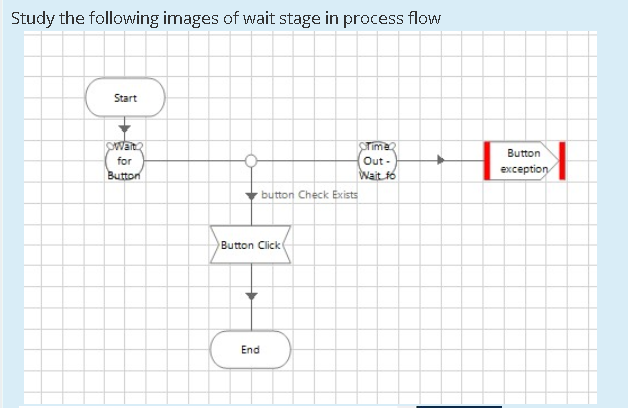 Study the following images of wait stage in process flow
Start
Wait
for
Button
Time
Out -
Wait fo
Button
exception
button Check Exists
Button Click
End